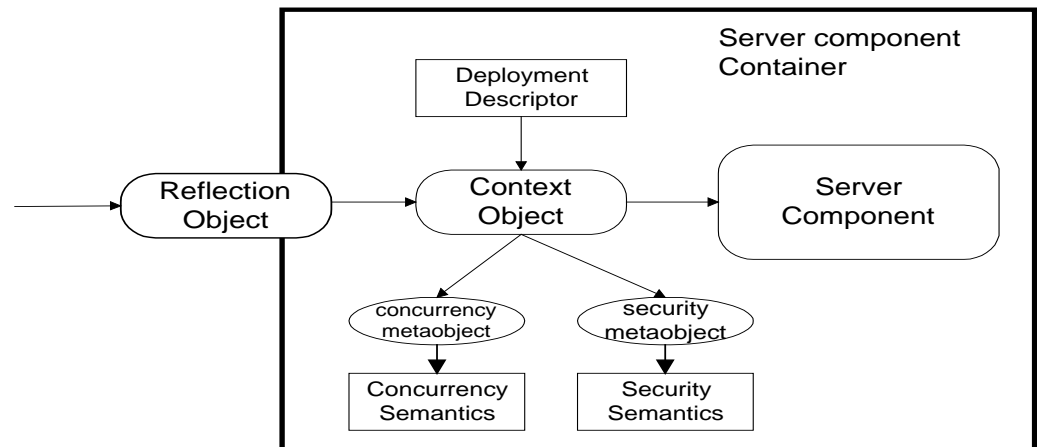 Server component
Container
Deployment
Descriptor
Reflection
Object
Context
Object
Server
Component
concurrency
metaobject
security
metaobject
Concurrency
Semantics
Security
Semantics